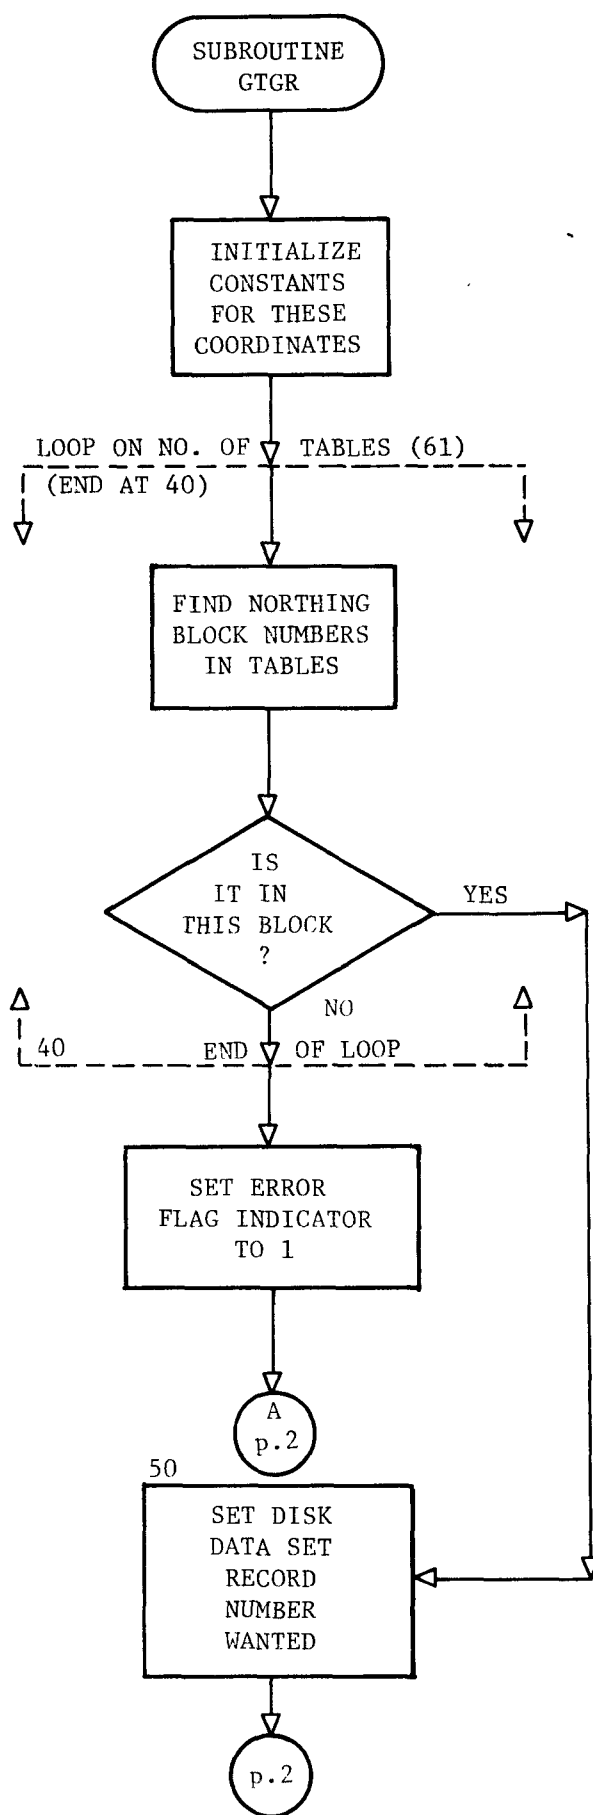 SUBROUTINE
GTGR
INITIALIZE
CONSTANTS
FOR THESE
COORDINATES
LOOP ON NO. OF TABLES (61)
(END AT 40)
FIND NORTHING
BLOCK NUMBERS
IN TABLES
IS
IT IN
THIS BLOCK
?
YES
NO
40 END OF LOOP
SET ERROR
FLAG INDICATOR
TO 1
A
p.2
50
SET DISK
DATA SET
RECORD
NUMBER
WANTED
p.2